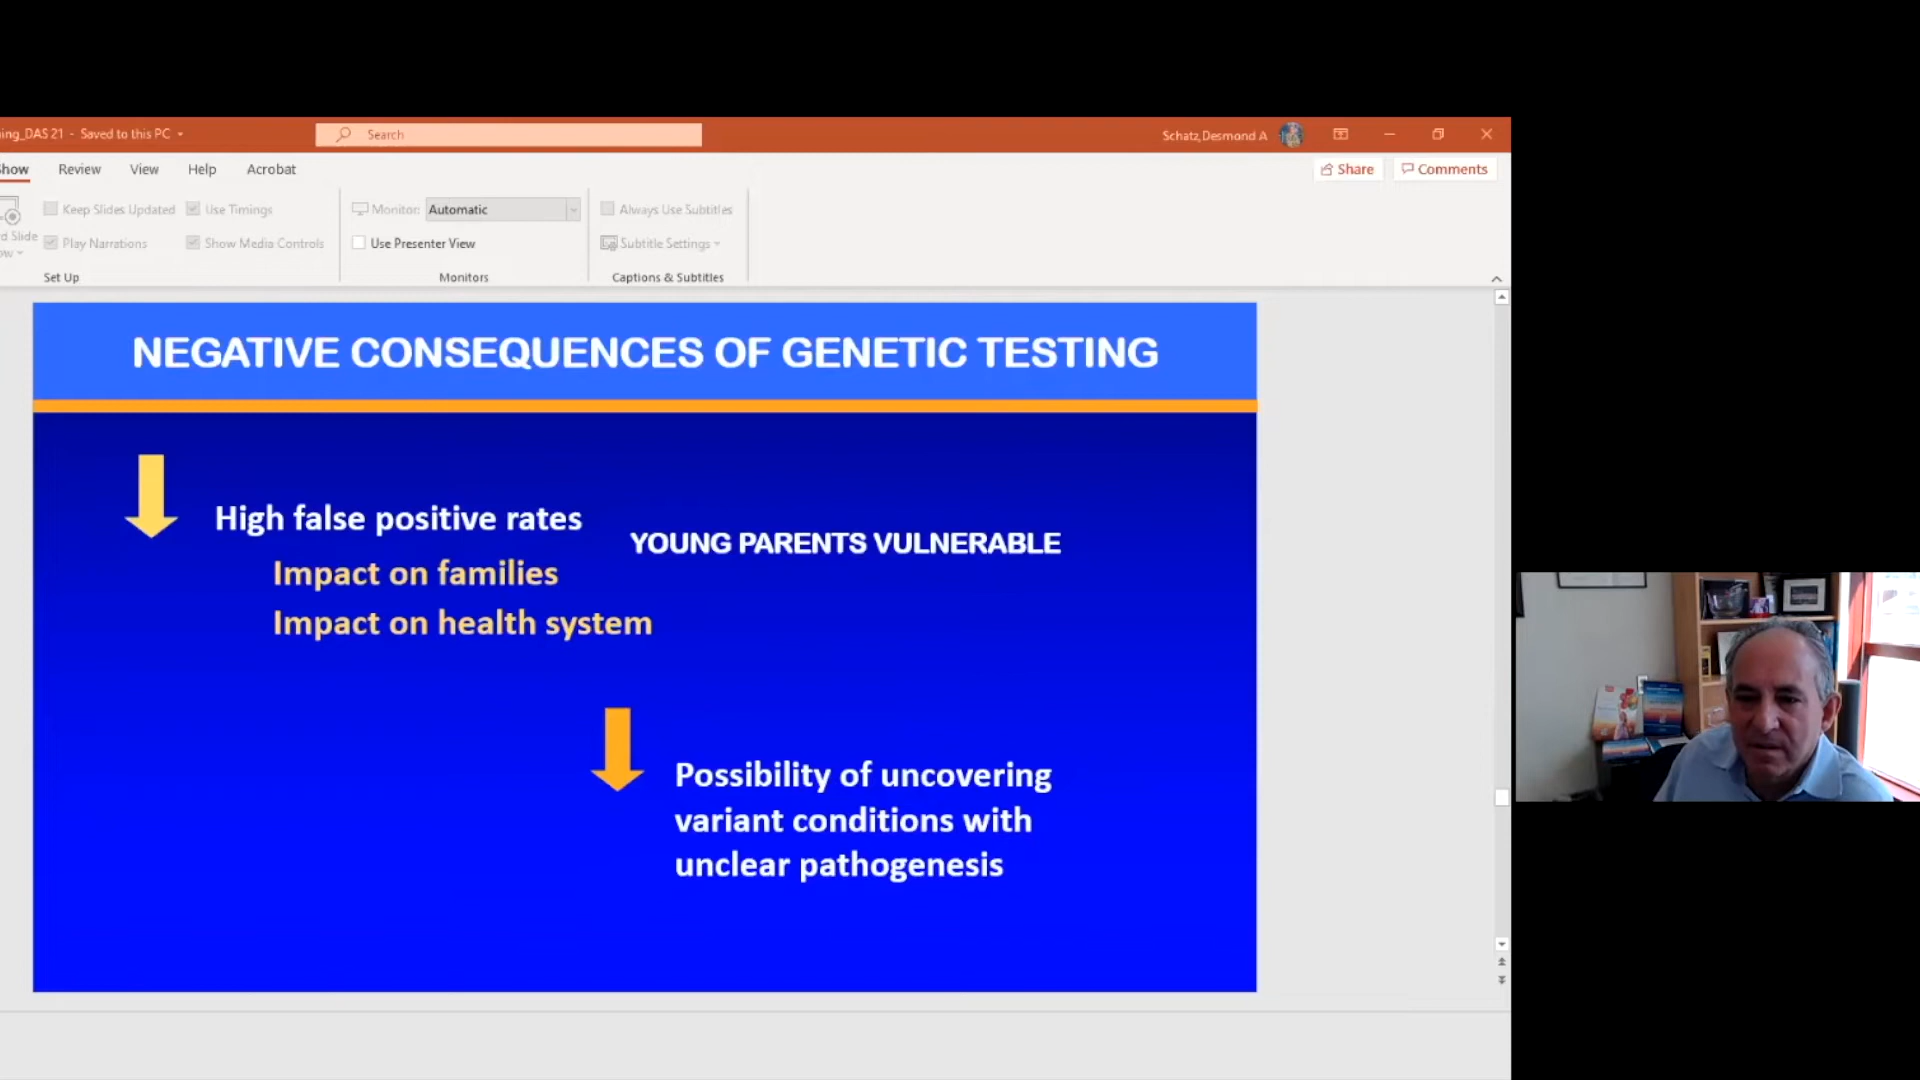 ing_DAS 21 - Saved to this PC
Search
Schatz,Desmond A
Show
Review
View
Help
Acrobat
Share
Comments
Keep Slides Updated
Use Timings
Monitor:
Automatic
Always Use Subtitles
d Slide
ow
Play Narrations
Show Media Controls
Use Presenter View
Subtitle Settings
Set Up
Monitors
Captions & Subtitles
NEGATIVE CONSEQUENCES OF GENETIC TESTING
High false positive rates
YOUNG PARENTS VULNERABLE
Impact on families
Impact on health system
Possibility of uncovering
variant conditions with
unclear pathogenesis